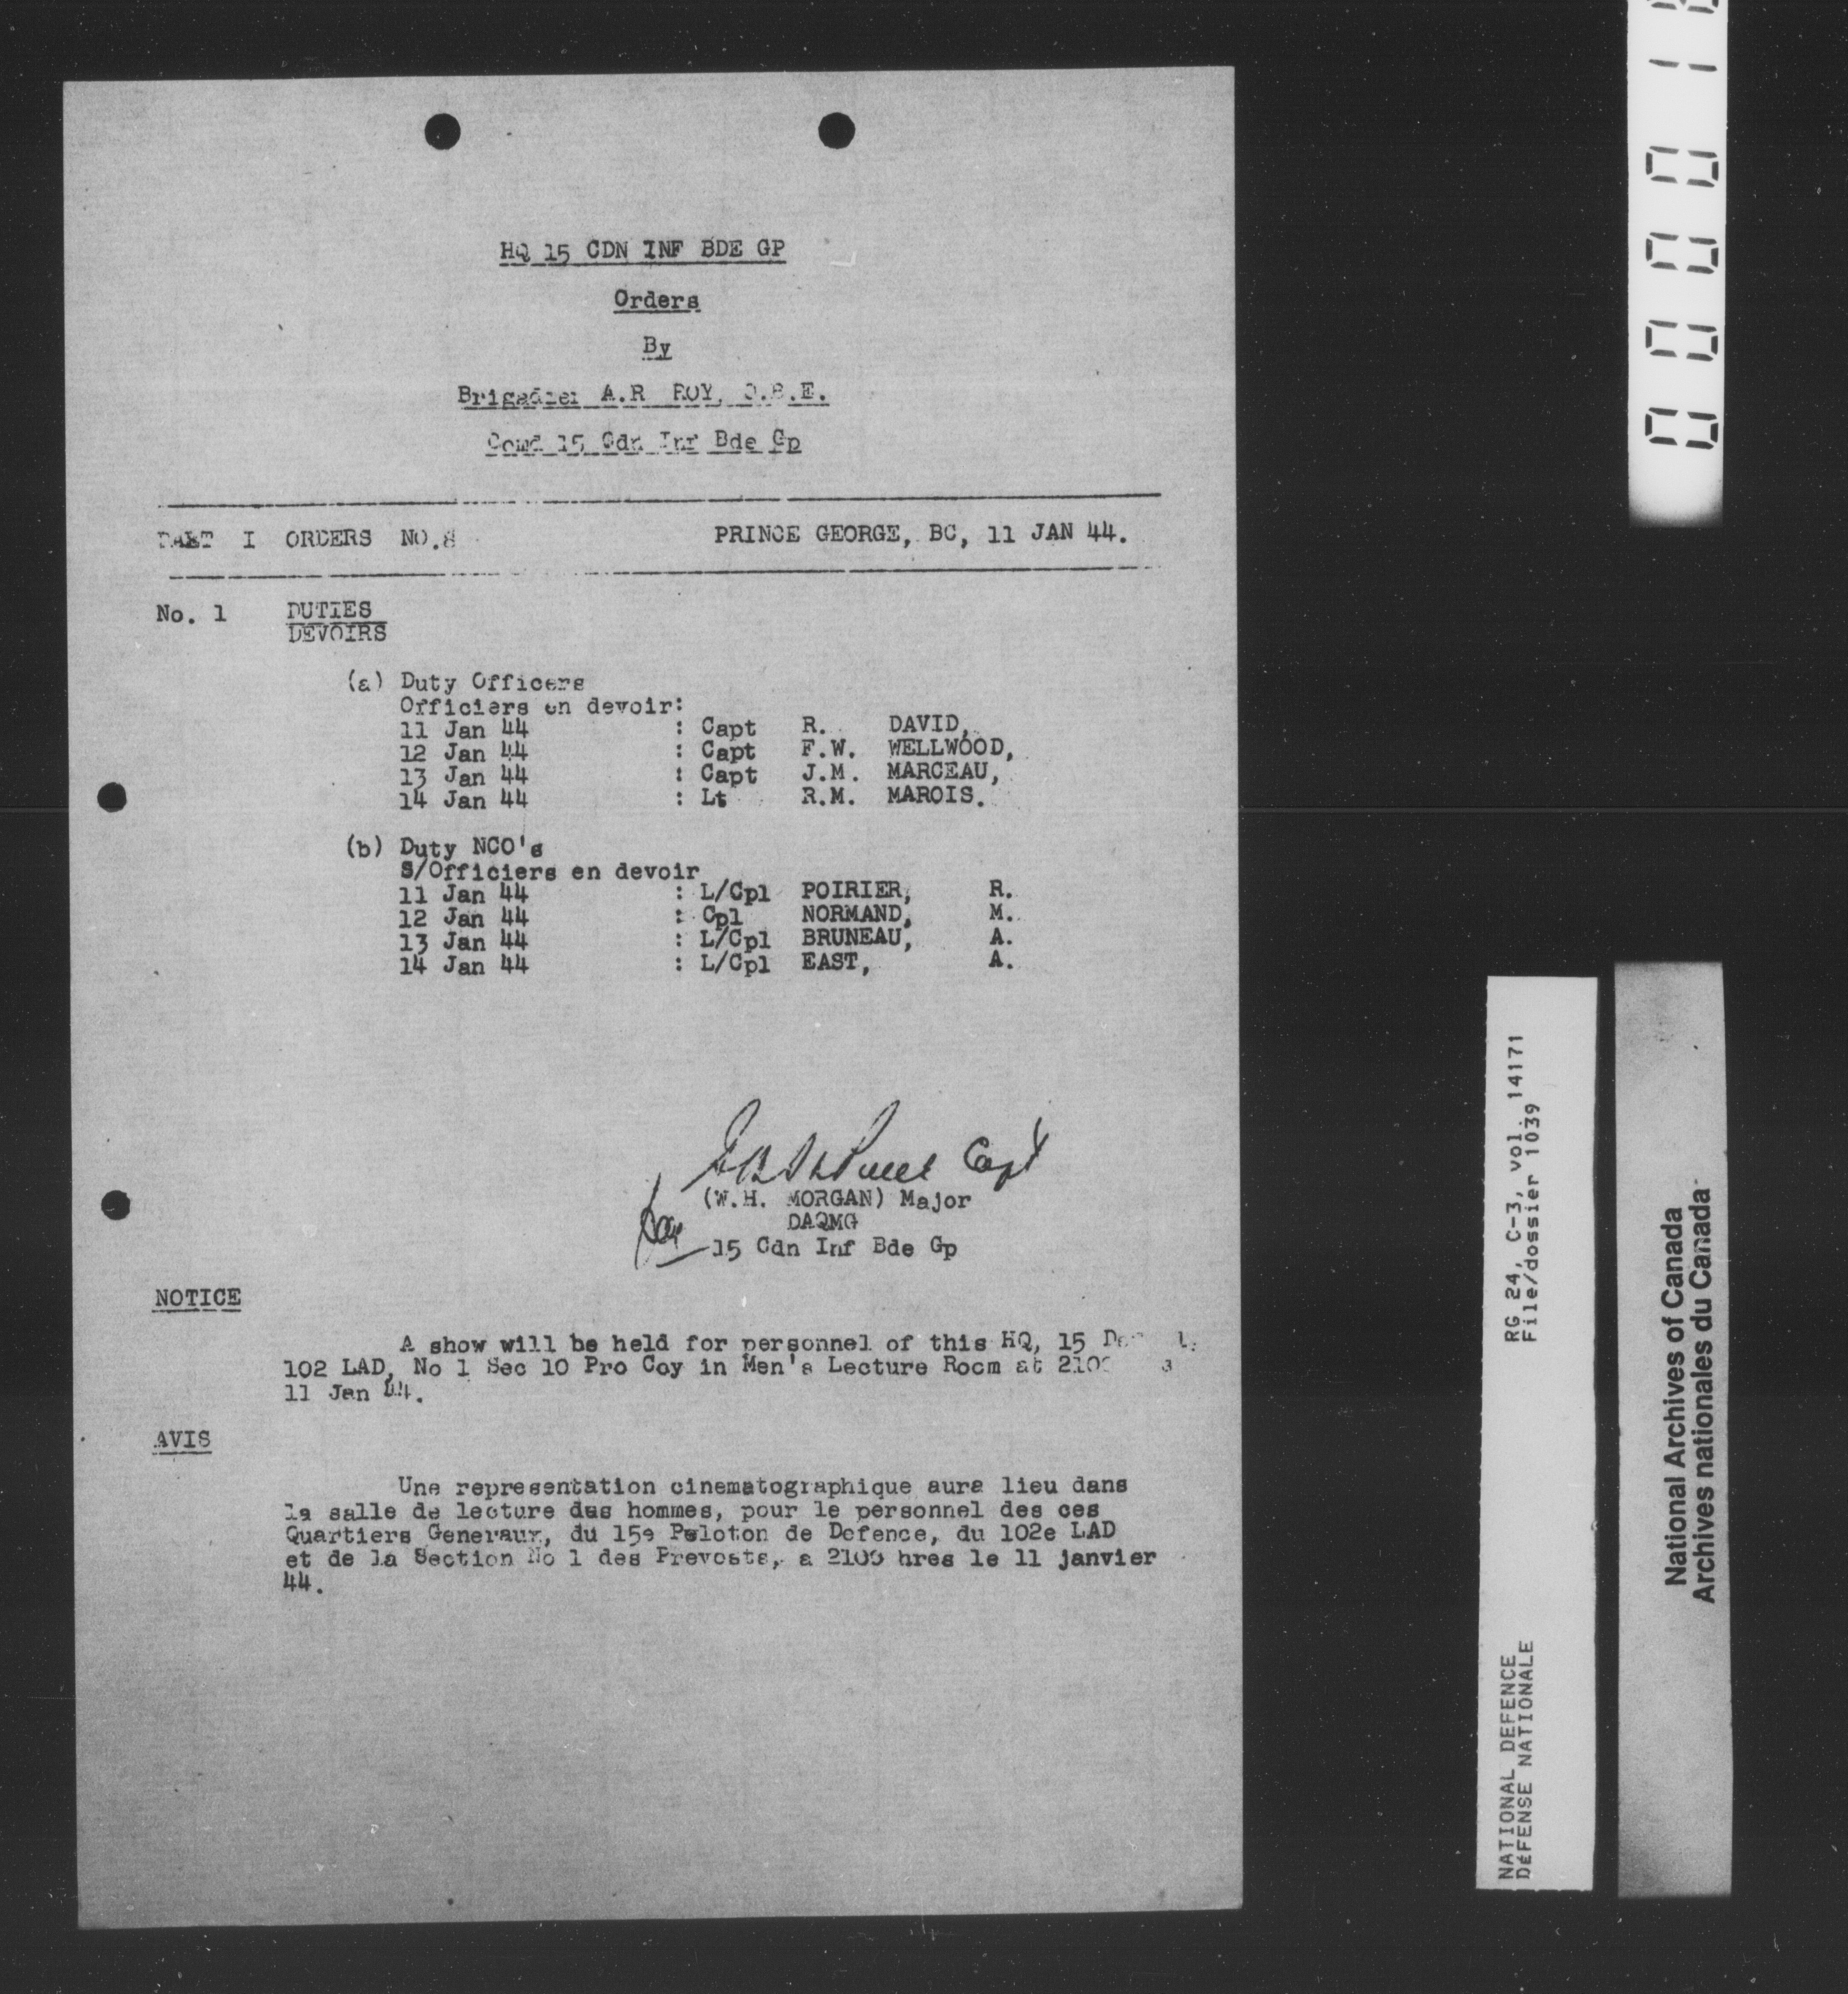 HQ 15 CDN INF BDE GP
Orders
By
Brigadier A.R ROY, O.B.E.
Comd 15 Cdn Inf Bde Gp
PART I ORDERS NO.8 PRINCE GEORGE, BC, 11 JAN 44.
No. 1 DUTIES
DEVOIRS
(a) Duty Officers
Officiers en devoir:
11 Jan 44 : Capt R. DAVID,
12 Jan 44 : Capt F.W. WELLWOOD,
13 Jan 44 : Capt J.M. MARCEAU,
14 Jan 44 : Lt R.M. MAROIS.
(b) Duty NCO's
S/Officiers en devoir
11 Jan 44 : L/Cpl POIRIER, R.
12 Jan 44 : Cpl NORMAND, M.
13 Jan 44 : L/Cpl BRUNEAU, A.
14 Jan 44 : L/Cpl EAST, A.
Capt
(W.H. MORGAN) Major
DAQMG
15 Cdn Inf Bde Gp
NOTICE
A show will be held for personnel of this HQ, 15
102 LAD, No 1 Sec 10 Pro Coy in Men's Lecture Room at
11 Jan 44.
AVIS
Une representation cinematographique aura lieu dans
la salle de lecture des hommes, pour le personnel des ces
Quartiers Generaux, du 15e Peloton de Defence, du 102e LAD
et de la Section No 1 des Prevosts, a 2100 hres le 11 janvier
44.
RG 24, C-3, vol. 14171
File/dossier 1039
NATIONAL DEFENCE
DÉFENSE NATIONALE
National Archives of Canada
Archives nationales du Canada